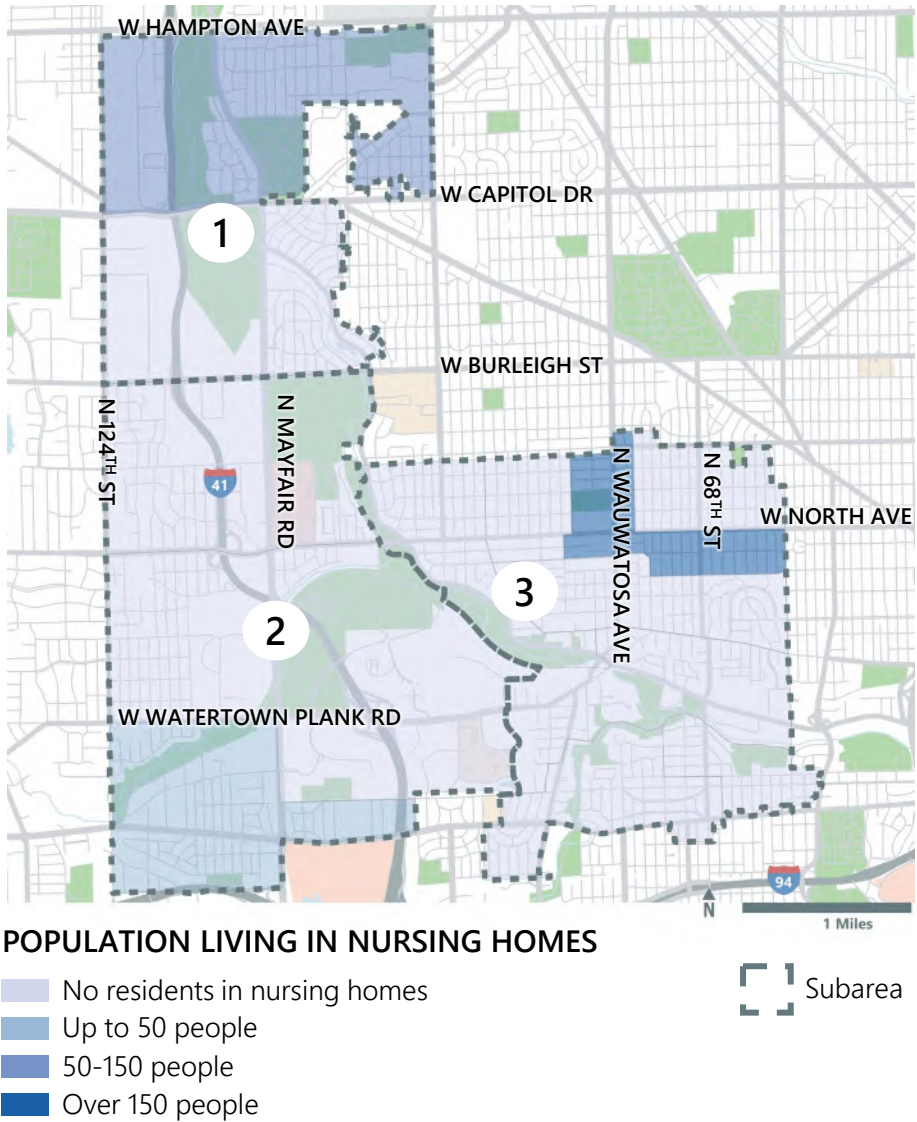 W HAMPTON AVE
W CAPITOL DR
1
W BURLEIGH ST
N 124TH ST
N MAYFAIR RD
41
N WAUWATOSA AVE
N 68TH ST
W NORTH AVE
3
2
W WATERTOWN PLANK RD
94
N
1 Miles
POPULATION LIVING IN NURSING HOMES
No residents in nursing homes
Up to 50 people
50-150 people
Over 150 people
Subarea